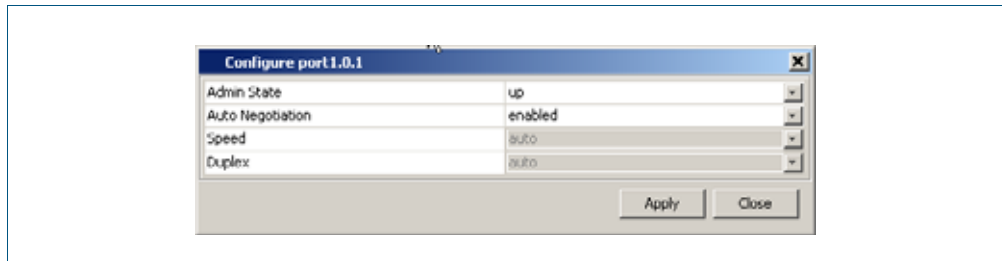 Configure port1.0.1
Admin State up
Auto Negotiation enabled
Speed auto
Duplex auto
Apply Close